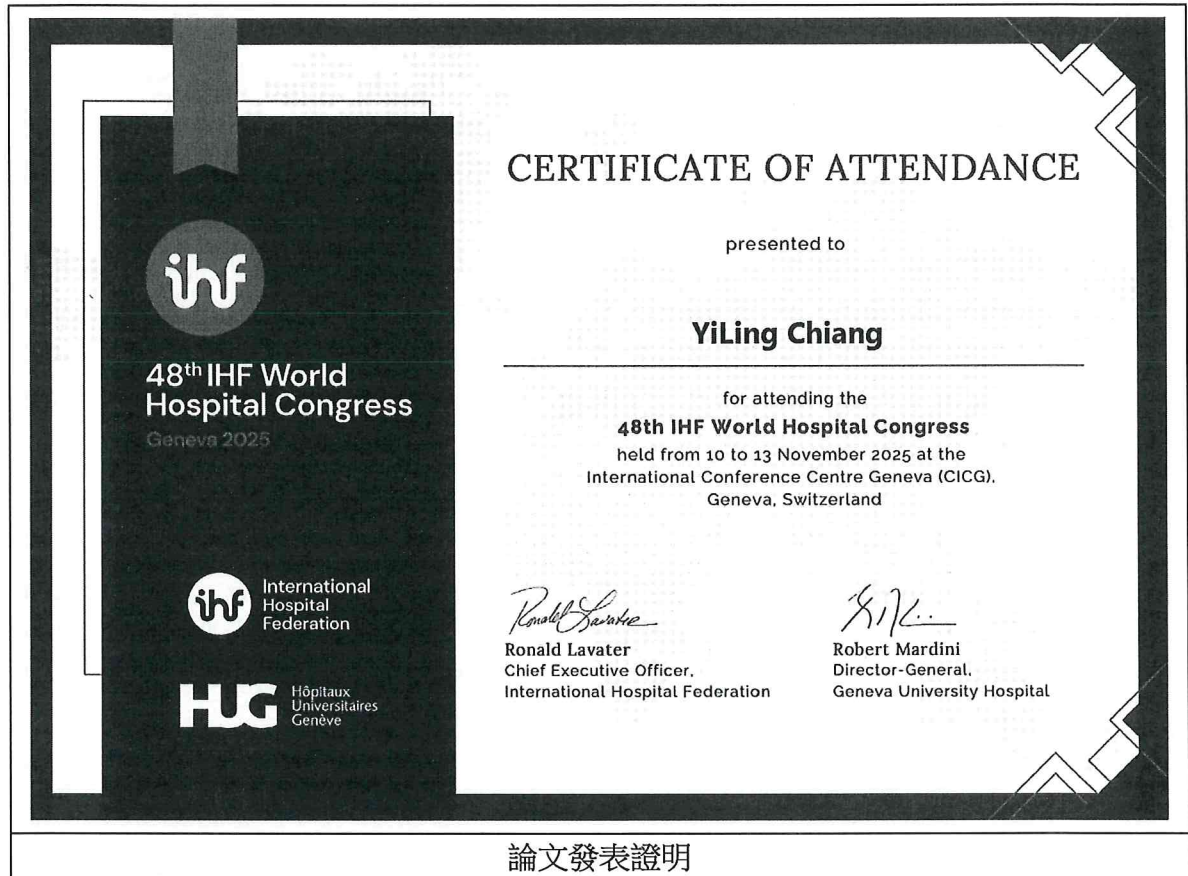 ihf
48th IHF World
Hospital Congress
Geneva 2025
ihf
International
Hospital
Federation
HUG
Hôpitaux
Universitaires
Genève
CERTIFICATE OF ATTENDANCE
presented to
YiLing Chiang
for attending the
48th IHF World Hospital Congress
held from 10 to 13 November 2025 at the
International Conference Centre Geneva (CICG),
Geneva, Switzerland
Ronald Lavater
Ronald Lavater
Chief Executive Officer,
International Hospital Federation
Robert Mardini
Director-General,
Geneva University Hospital
論文發表證明